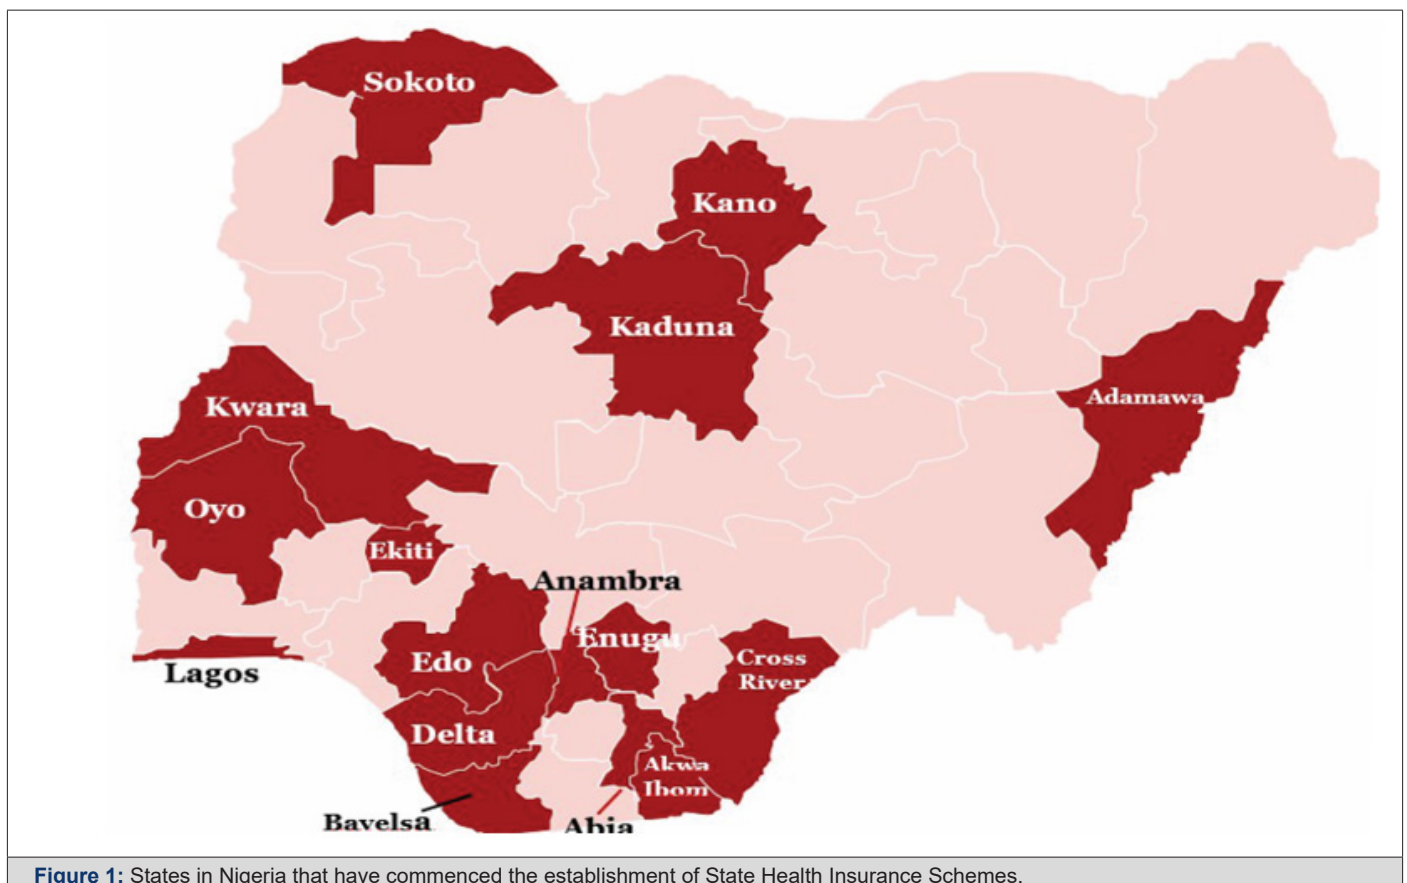 Sokoto
Kano
Kaduna
Kwara
Adamawa
Oyo
Ekiti
Anambra
Enugu
Edo
Cross
River
Lagos
Delta
Akwa
Ibom
Bavelsa
Abia
Figure 1: States in Nigeria that have commenced the establishment of State Health Insurance Schemes.